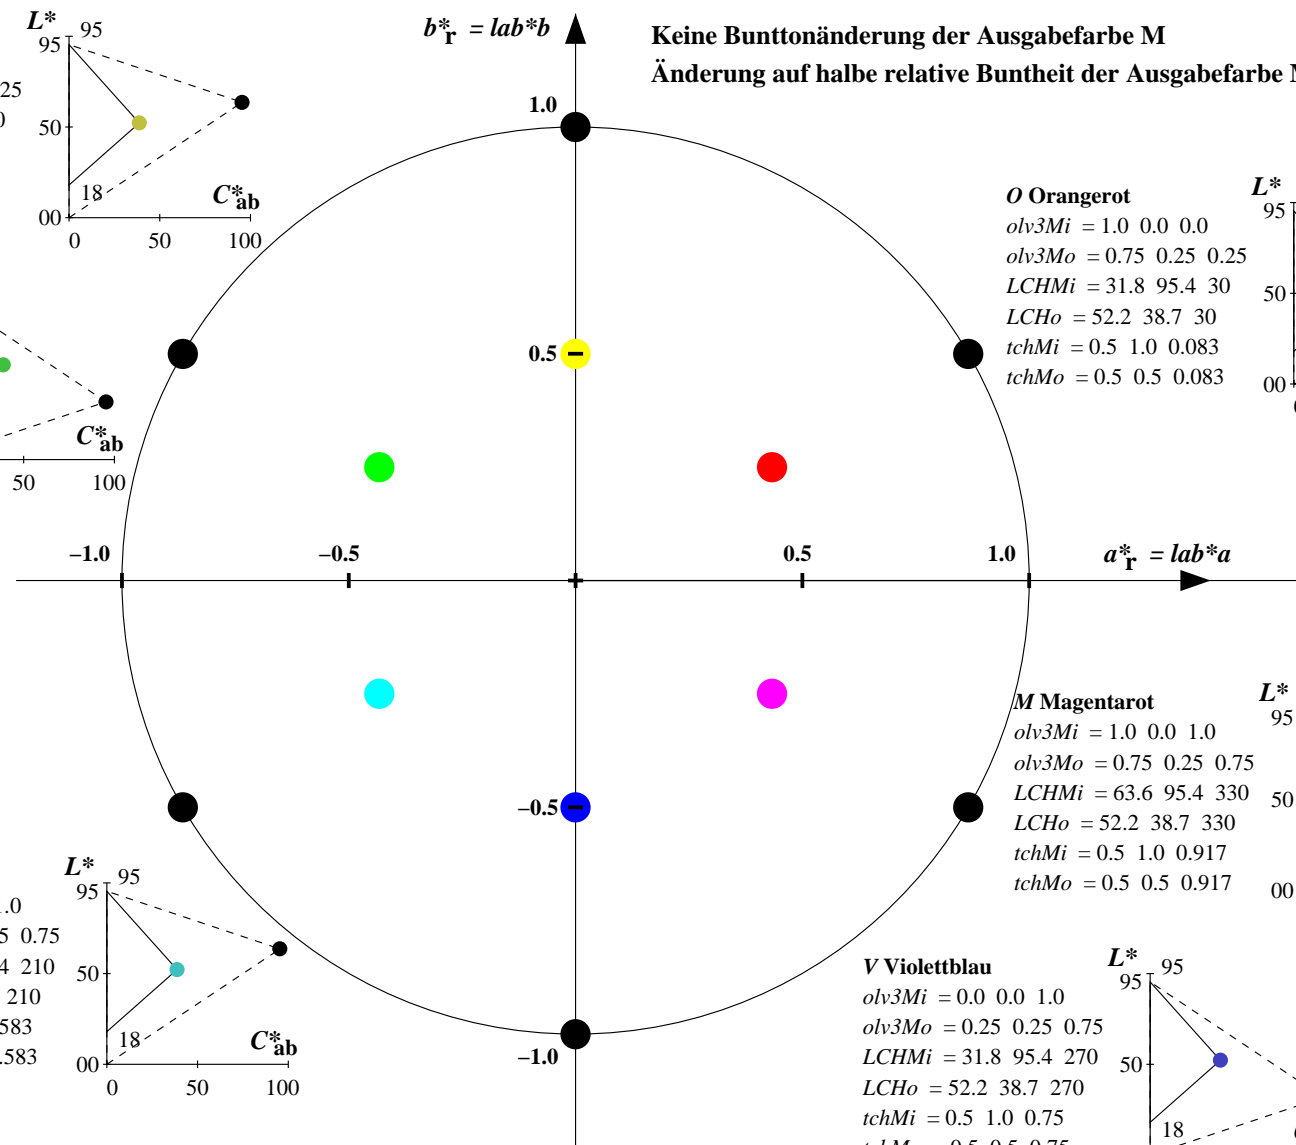 b*r = lab*b
Keine Bunttonänderung der Ausgabefarbe M
Änderung auf halbe relative Buntheit der Ausgabefarbe
L*
95
95
50
18
00
C*ab
0 50 100
25
1.0
0.5
−1.0
−0.5
0.5
1.0
a*r = lab*a
−0.5
−1.0
C*ab
50 100
O Orangerot
olv3Mi = 1.0 0.0 0.0
olv3Mo = 0.75 0.25 0.25
LCHMi = 31.8 95.4 30
LCHo = 52.2 38.7 30
tchMi = 0.5 1.0 0.083
tchMo = 0.5 0.5 0.083
L*
95
50
00
M Magentarot
olv3Mi = 1.0 0.0 1.0
olv3Mo = 0.75 0.25 0.75
LCHMi = 63.6 95.4 330
LCHo = 52.2 38.7 330
tchMi = 0.5 1.0 0.917
tchMo = 0.5 0.5 0.917
L*
95
50
00
.0
5 0.75
4 210
210
583
.583
L*
95
95
50
18
00
C*ab
0 50 100
V Violettblau
olv3Mi = 0.0 0.0 1.0
olv3Mo = 0.25 0.25 0.75
LCHMi = 31.8 95.4 270
LCHo = 52.2 38.7 270
tchMi = 0.5 1.0 0.75
L*
95
95
50
18